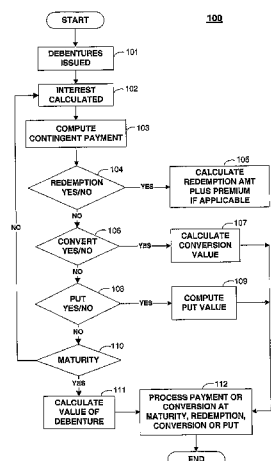 START
100
DEBENTURES
ISSUED
101
INTEREST
CALCULATED
102
COMPUTE
CONTINGENT PAYMENT
103
104
REDEMPTION
YES/NO
YES
105
CALCULATE
REDEMPTION AMT
PLUS PREMIUM
IF APPLICABLE
NO
NO
106
CONVERT
YES/NO
YES
107
CALCULATE
CONVERSION
VALUE
NO
108
PUT
YES/NO
YES
109
COMPUTE
PUT VALUE
NO
110
MATURITY
YES
111
CALCULATE
VALUE OF
DEBENTURE
112
PROCESS PAYMENT OR
CONVERSION AT
MATURITY, REDEMPTION,
CONVERSION OR PUT
END